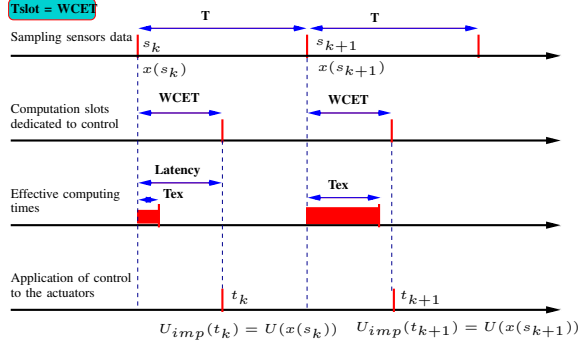 Tslot = WCET
T
T
Sampling sensors data
s_k
s_{k+1}
x(s_k)
x(s_{k+1})
WCET
WCET
Computation slots
dedicated to control
Latency
Tex
Tex
Effective computing
times
Application of control
to the actuators
t_k
t_{k+1}
U_{imp}(t_k) = U(x(s_k))
U_{imp}(t_{k+1}) = U(x(s_{k+1}))